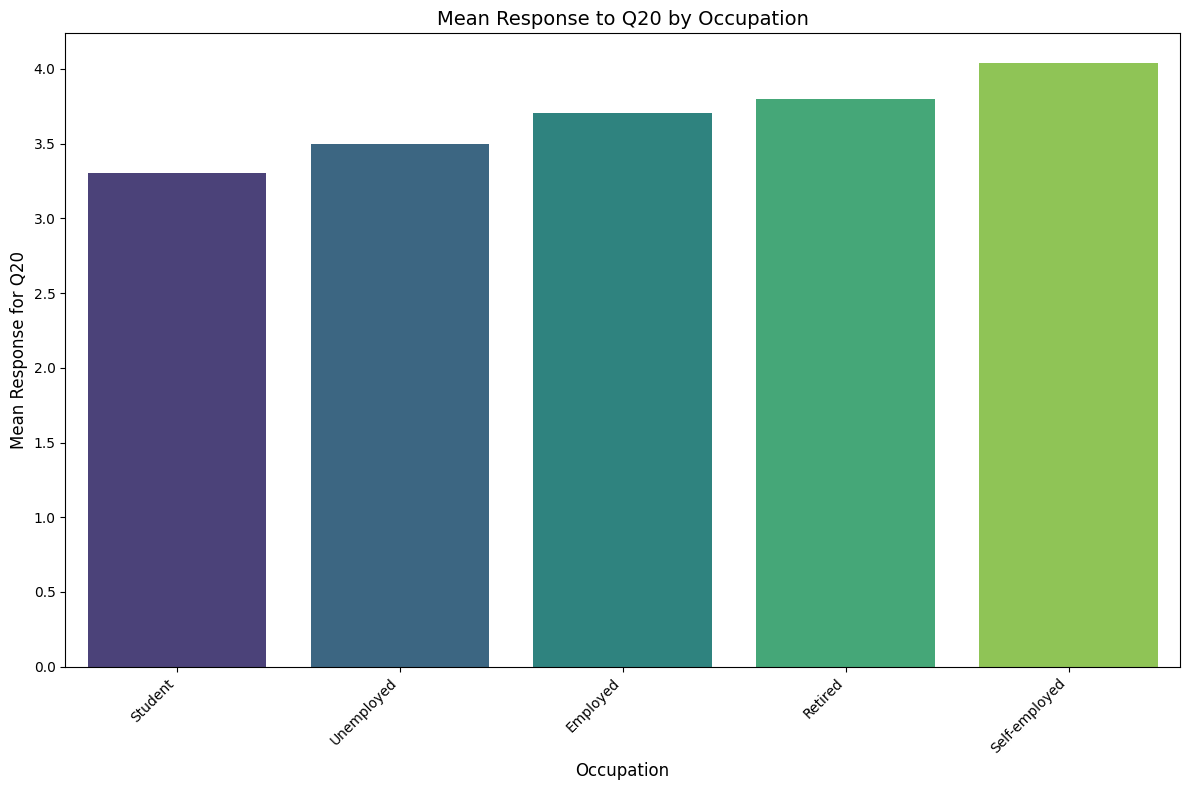 Mean Response to Q20 by Occupation
Mean Response for Q20
4.0
3.5
3.0
2.5
2.0
1.5
1.0
0.5
0.0
Student
Unemployed
Employed
Retired
Self-employed
Occupation